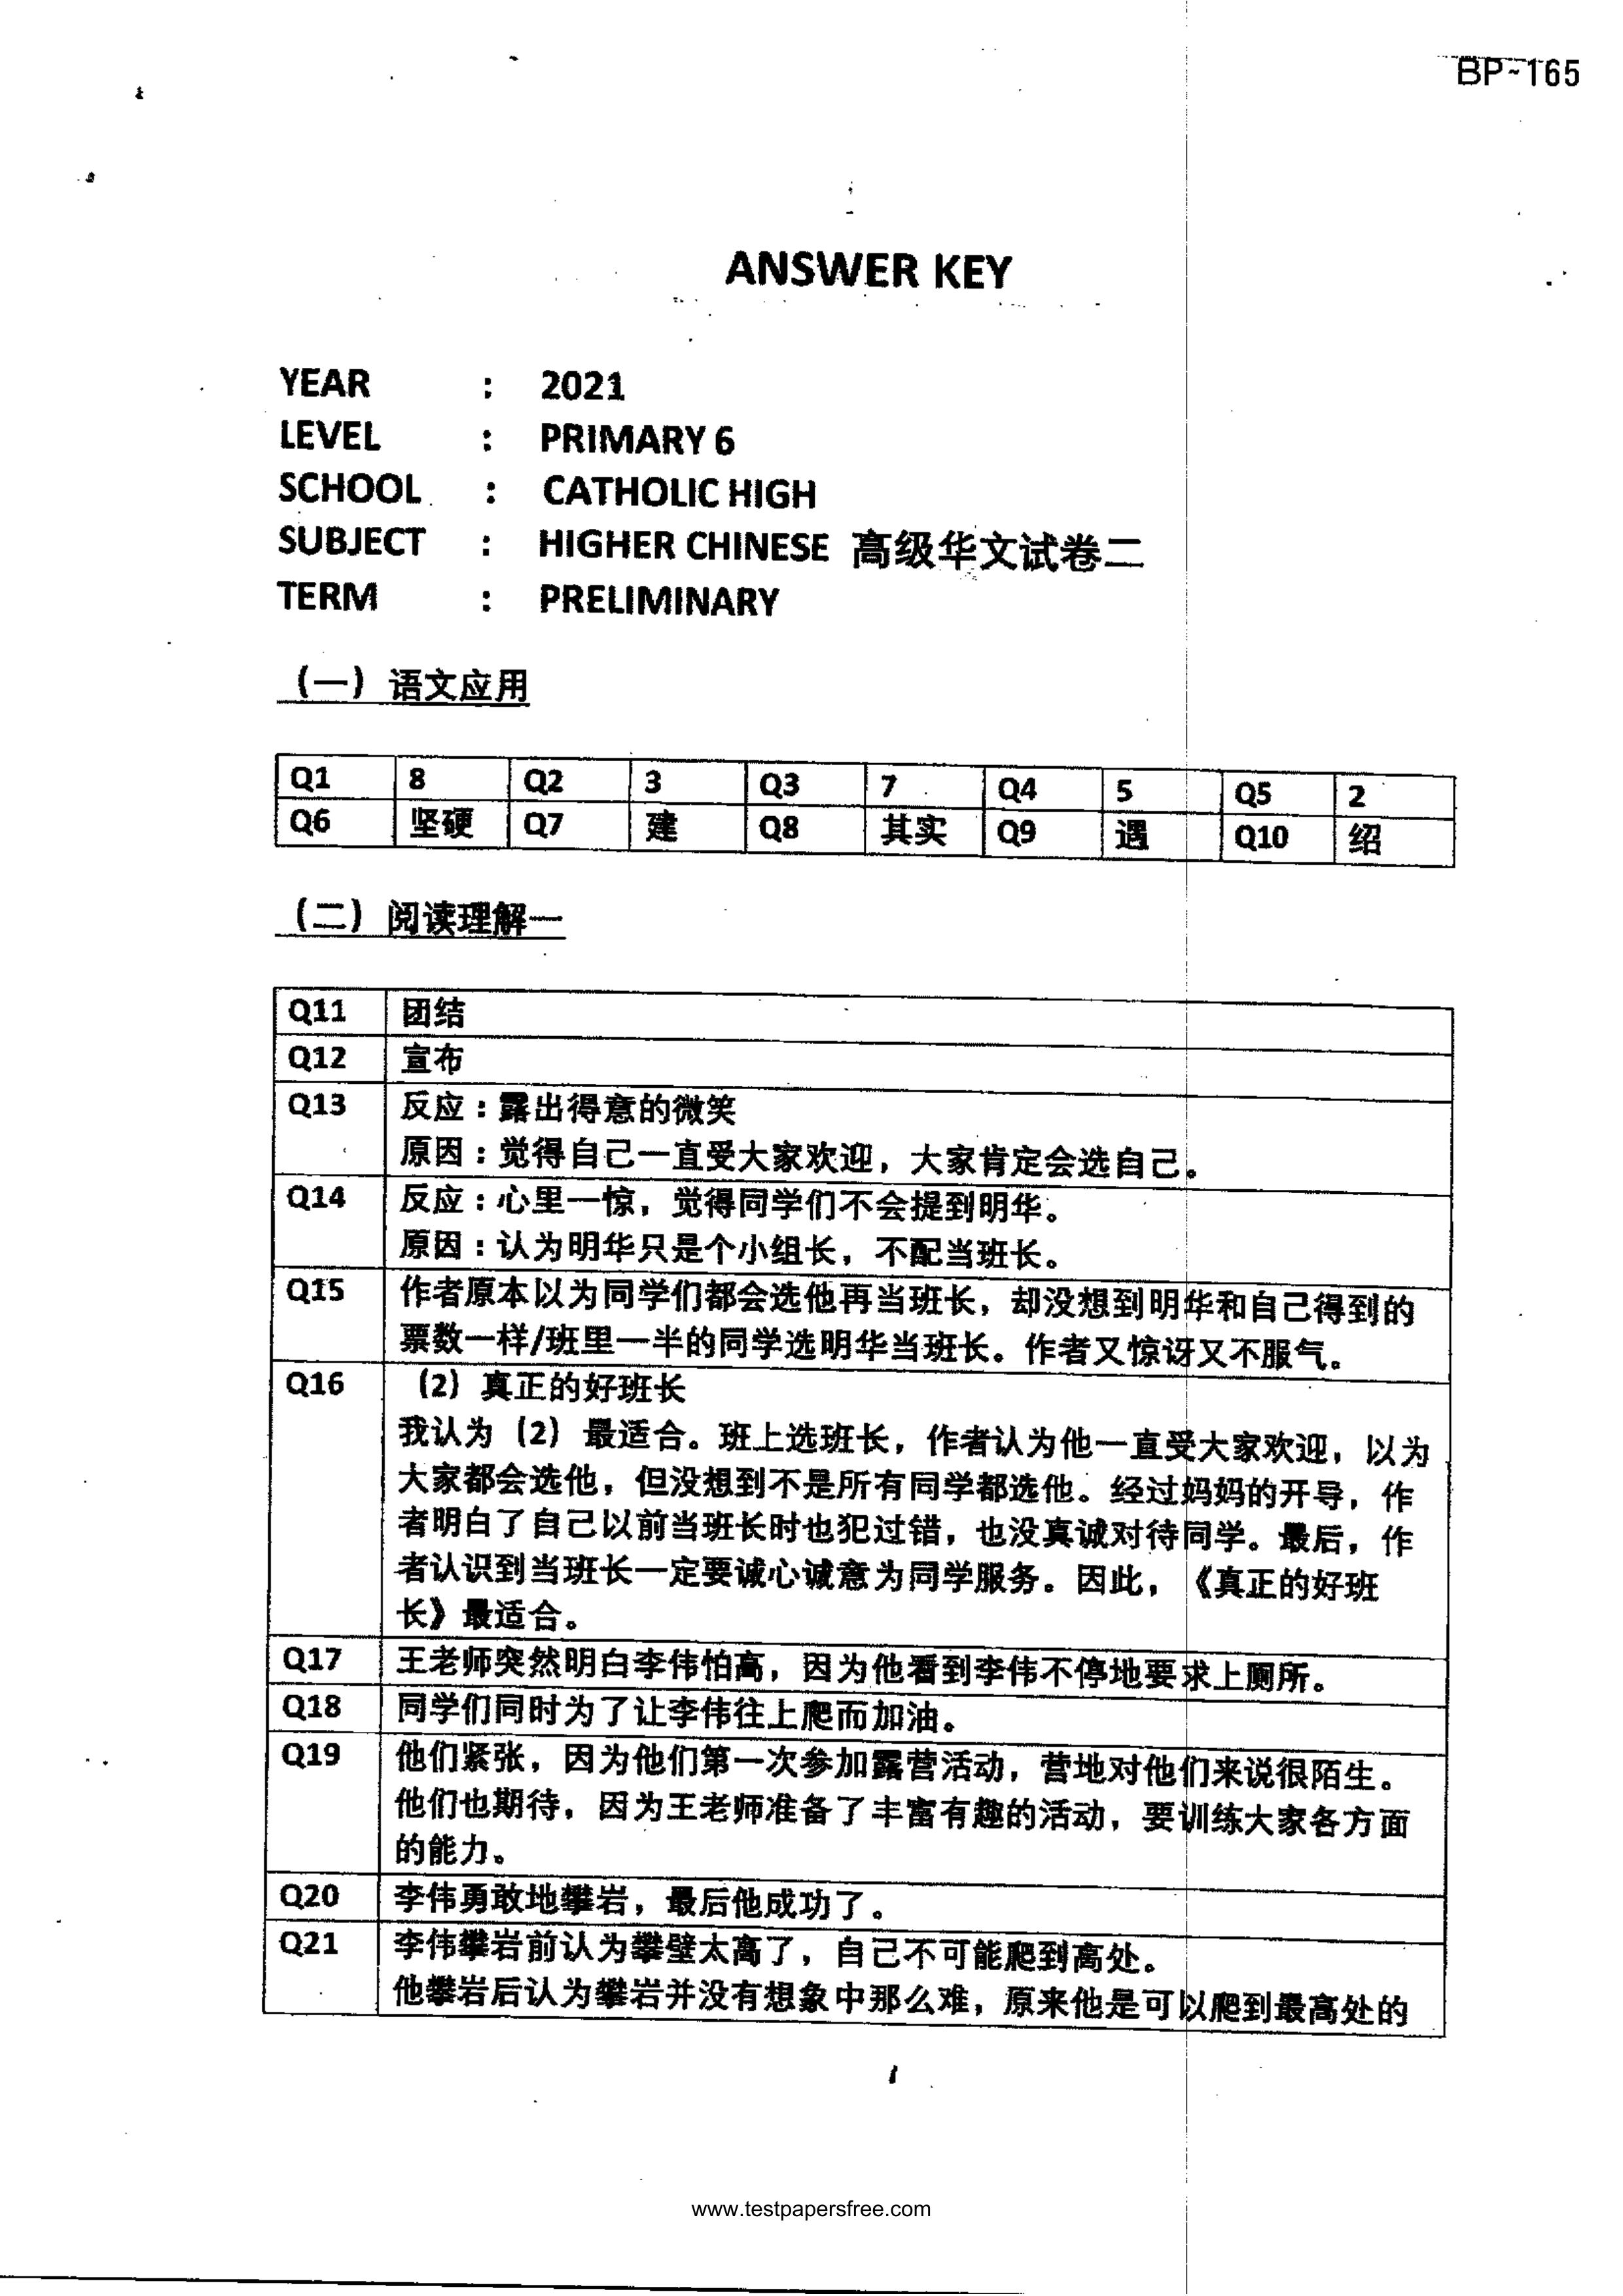 BP-165
ANSWER KEY
YEAR : 2021
LEVEL : PRIMARY 6
SCHOOL : CATHOLIC HIGH
SUBJECT : HIGHER CHINESE 高级华文试卷二
TERM : PRELIMINARY
（一）语文应用
Q1 8 Q2 3 Q3 7 Q4 5 Q5 2
Q6 坚硬 Q7 建 Q8 其实 Q9 遇 Q10 绍
（二）阅读理解一
Q11 团结
Q12 宣布
Q13 反应：露出得意的微笑
原因：觉得自己一直受大家欢迎，大家肯定会选自己。
Q14 反应：心里一惊，觉得同学们不会提到明华。
原因：认为明华只是个小组长，不配当班长。
Q15 作者原本以为同学们都会选他再当班长，却没想到明华和自己得到的
票数一样/班里一半的同学选明华当班长。作者又惊讶又不服气。
Q16 （2）真正的好班长
我认为（2）最适合。班上选班长，作者认为他一直受大家欢迎，以为
大家都会选他，但没想到不是所有同学都选他。经过妈妈的开导，作
者明白了自己以前当班长时也犯过错，也没真诚对待同学。最后，作
者认识到当班长一定要诚心诚意为同学服务。因此，《真正的好班
长》最适合。
Q17 王老师突然明白李伟怕高，因为他看到李伟不停地要求上厕所。
Q18 同学们同时为了让李伟往上爬而加油。
Q19 他们紧张，因为他们第一次参加露营活动，营地对他们来说很陌生。
他们也期待，因为王老师准备了丰富有趣的活动，要训练大家各方面
的能力。
Q20 李伟勇敢地攀岩，最后他成功了。
Q21 李伟攀岩前认为攀壁太高了，自己不可能爬到高处。
他攀岩后认为攀岩并没有想象中那么难，原来他是可以爬到最高处的
1
www.testpapersfree.com